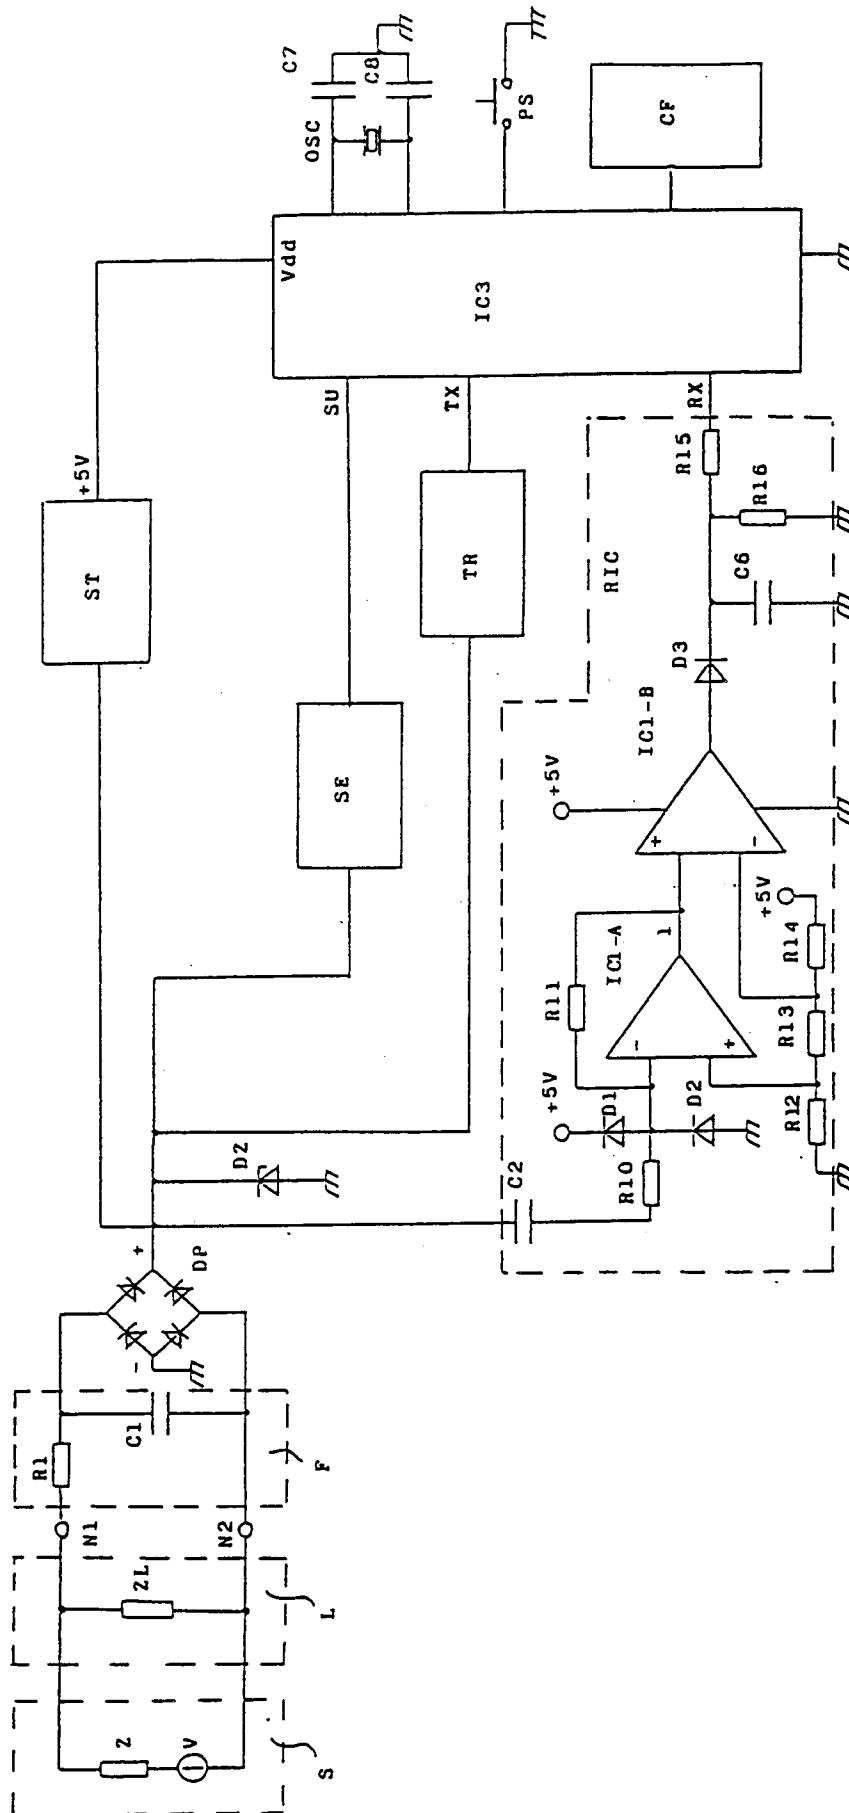 C7
C8
OSC
PS
CF
Vdd
IC3
SU
TX
RX
+5V
ST
SE
TR
RIC
R15
R16
C6
D3
IC1-B
+5V
+
-
+5V
R14
R13
R12
1
IC1-A
R11
-
+
+5V
D1
D2
R10
C2
DZ
+
DP
-
C1
R1
F
N1
N2
ZL
L
Z
V
S